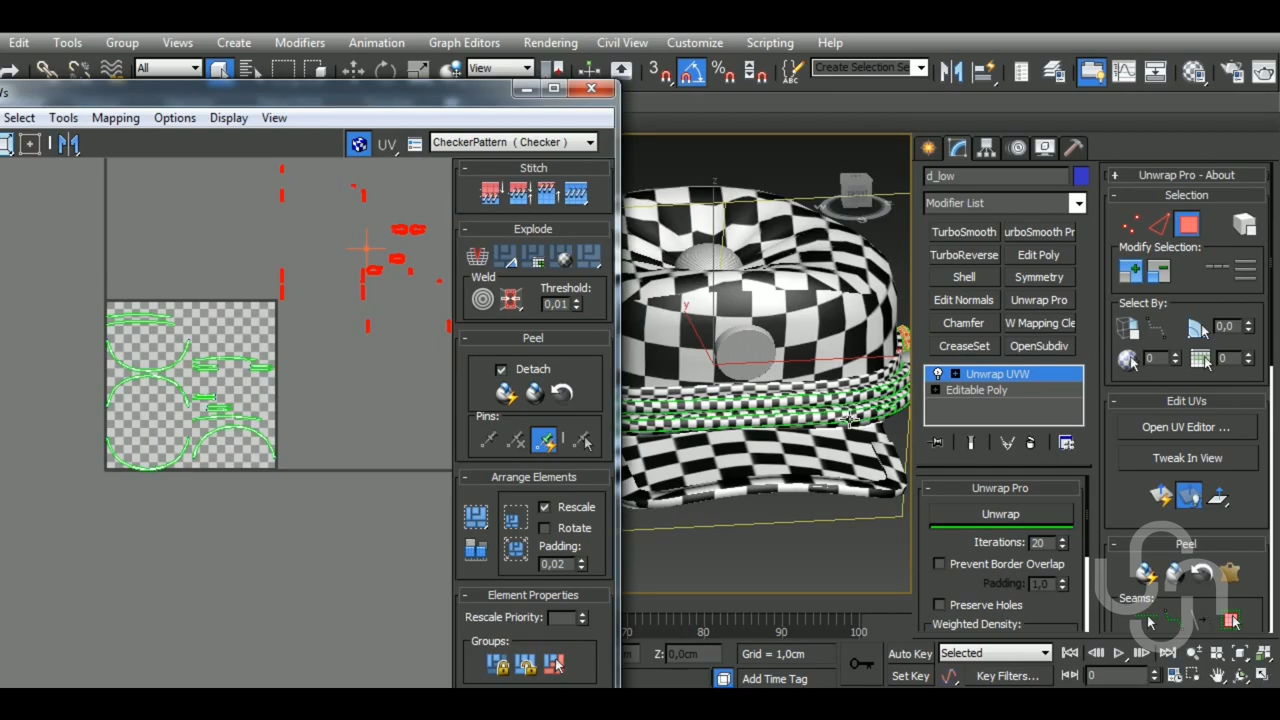 Edit Tools Group Views Create Modifiers Animation Graph Editors Rendering Civil View Customize Scripting Help
All View 3 % ABC Create Selection Se
Select Tools Mapping Options Display View
UV CheckerPattern ( Checker )
Stitch
Explode
Weld Threshold:
0,01
Peel
Detach
Pins:
Arrange Elements
Rescale
Rotate
Padding:
0,02
Element Properties
Rescale Priority:
Groups:
z
y
70 80 90 100
Z: 0,0cm Grid = 1,0cm
Add Time Tag
Auto Key Selected
Set Key Key Filters... 0
d_low
Modifier List
TurboSmooth urboSmooth Pr
TurboReverse Edit Poly
Shell Symmetry
Edit Normals Unwrap Pro
Chamfer W Mapping Cle
CreaseSet OpenSubdiv
Unwrap UVW
Editable Poly
Unwrap Pro
Unwrap
Iterations: 20
Prevent Border Overlap
Padding: 1,0
Preserve Holes
Weighted Density:
Unwrap Pro - About
Selection
Modify Selection:
Select By:
0,0
0 0
Edit UVs
Open UV Editor ...
Tweak In View
Peel
Seams: